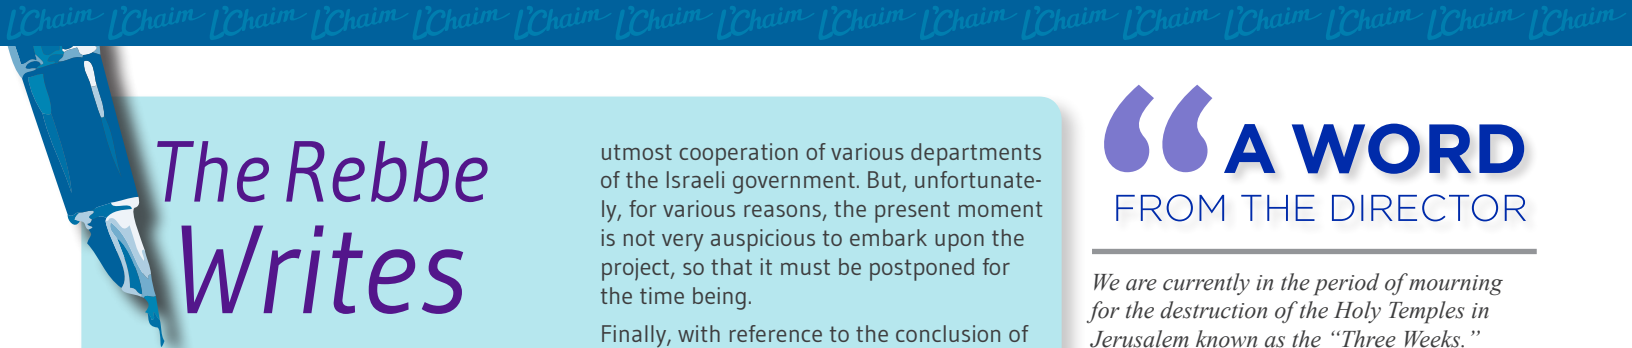 L'Chaim L'Chaim L'Chaim L'Chaim L'Chaim L'Chaim L'Chaim L'Chaim L'Chaim L'Chaim L'Chaim L'Chaim L'Chaim L'Chaim L'Chaim L'Chaim
The Rebbe
Writes
utmost cooperation of various departments
of the Israeli government. But, unfortunate-
ly, for various reasons, the present moment
is not very auspicious to embark upon the
project, so that it must be postponed for
the time being.
Finally, with reference to the conclusion of
“A WORD
FROM THE DIRECTOR
We are currently in the period of mourning
for the destruction of the Holy Temples in
Jerusalem known as the “Three Weeks.”